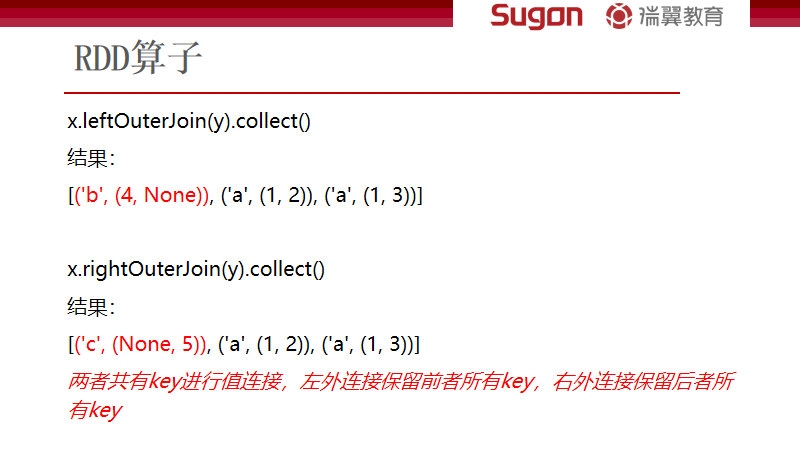 Sugon 瑞翼教育
RDD算子
x.leftOuterJoin(y).collect()
结果：
[('b', (4, None)), ('a', (1, 2)), ('a', (1, 3))]
x.rightOuterJoin(y).collect()
结果：
[('c', (None, 5)), ('a', (1, 2)), ('a', (1, 3))]
两者共有key进行值连接，左外连接保留前者所有key，右外连接保留后者所
有key